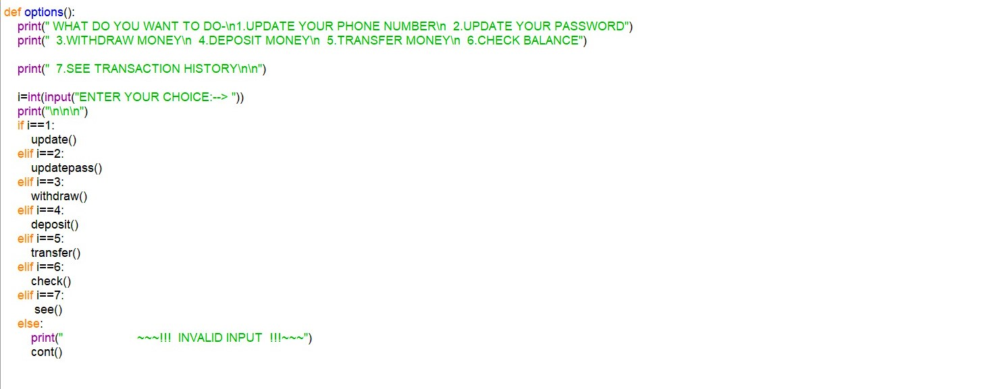 def options():
    print(" WHAT DO YOU WANT TO DO-\n1.UPDATE YOUR PHONE NUMBER\n  2.UPDATE YOUR PASSWORD")
    print("  3.WITHDRAW MONEY\n  4.DEPOSIT MONEY\n  5.TRANSFER MONEY\n  6.CHECK BALANCE")
    print("  7.SEE TRANSACTION HISTORY\n\n")
    i=int(input("ENTER YOUR CHOICE:--> "))
    print("\n\n\n")
    if i==1:
        update()
    elif i==2:
        updatepass()
    elif i==3:
        withdraw()
    elif i==4:
        deposit()
    elif i==5:
        transfer()
    elif i==6:
        check()
    elif i==7:
         see()
    else:
        print("                      ~~~!!!  INVALID INPUT  !!!~~~")
        cont()